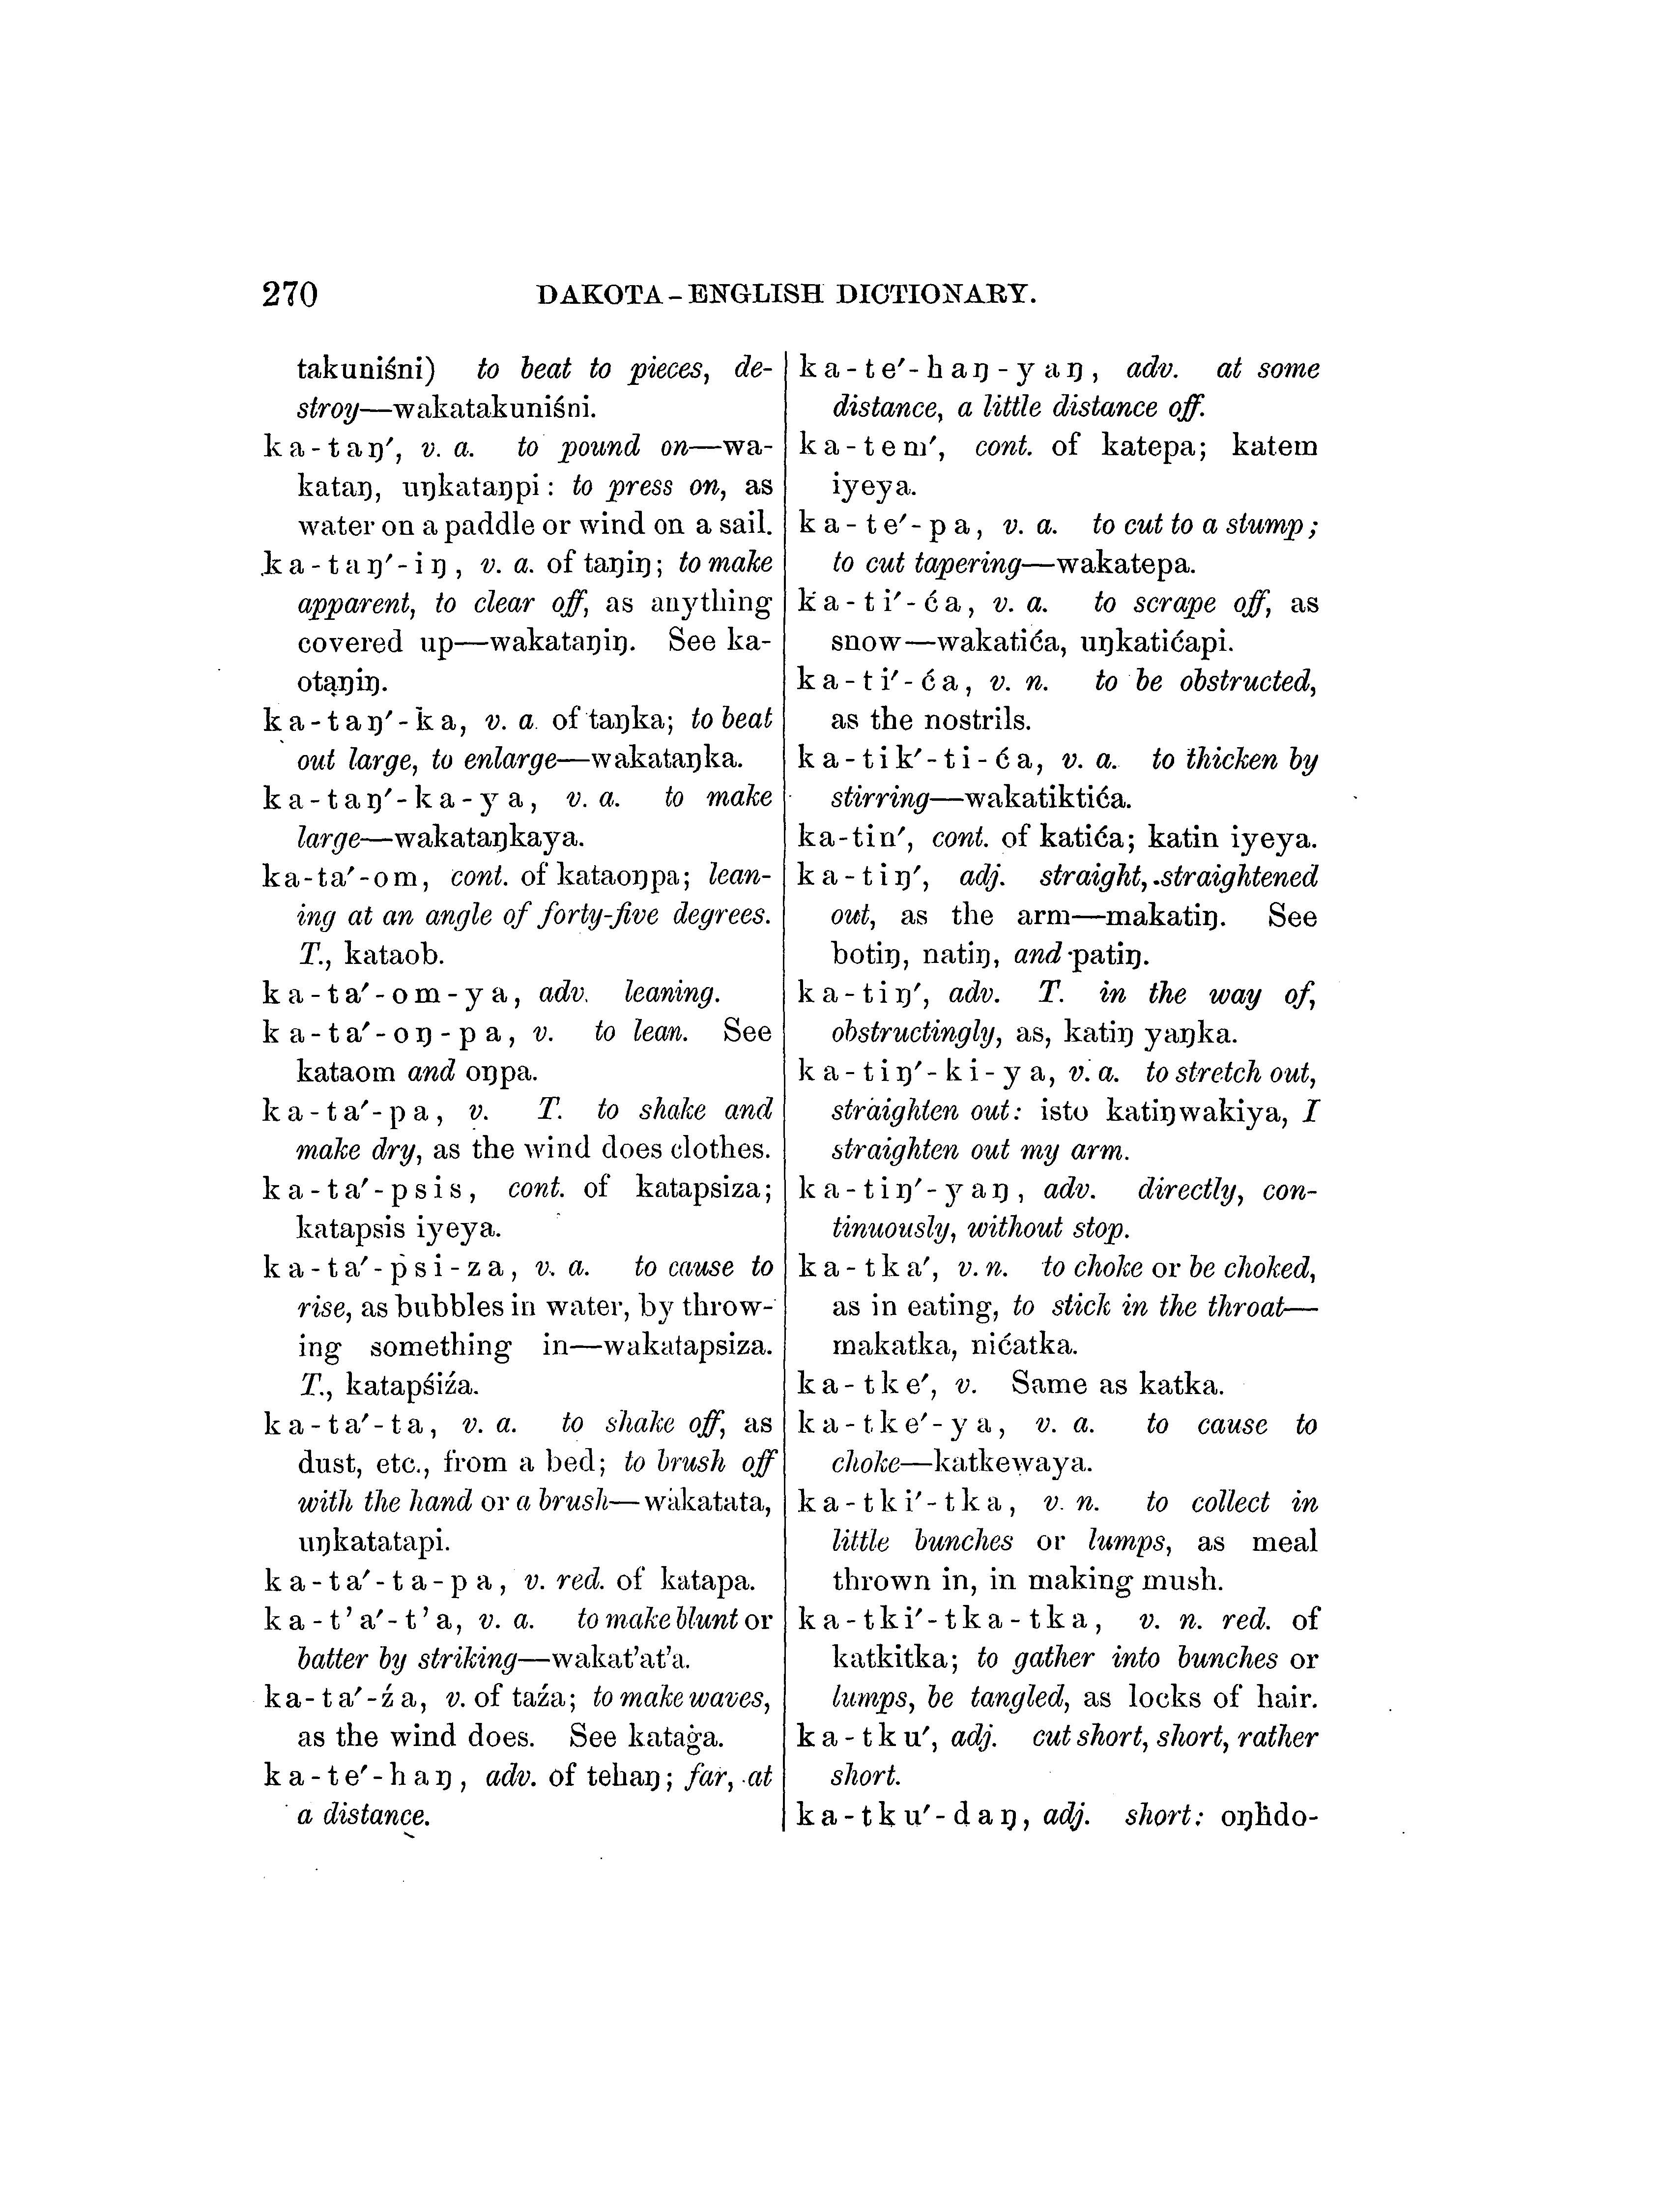 270 DAKOTA-ENGLISH DICTIONARY.
takuniśni) to beat to pieces, de-
stroy—wakatakuniśni.
ka-taŋ′, v. a. to pound on—wa-
kataŋ, uŋkataŋpi: to press on, as
water on a paddle or wind on a sail.
ka-taŋ′-iŋ, v. a. of taŋiŋ; to make
apparent, to clear off, as anything
covered up—wakataŋiŋ. See ka-
otaŋiŋ.
ka-taŋ′-ka, v. a. of taŋka; to beat
out large, to enlarge—wakataŋka.
ka-taŋ′-ka-ya, v. a. to make
large—wakataŋkaya.
ka-ta′-om, cont. of kataoŋpa; lean-
ing at an angle of forty-five degrees.
T., kataob.
ka-ta′-om-ya, adv. leaning.
ka-ta′-oŋ-pa, v. to lean. See
kataom and oŋpa.
ka-ta′-pa, v. T. to shake and
make dry, as the wind does clothes.
ka-ta′-psis, cont. of katapsiza;
katapsis iyeya.
ka-ta′-psi-za, v. a. to cause to
rise, as bubbles in water, by throw-
ing something in—wakatapsiza.
T., katapśiźa.
ka-ta′-ta, v. a. to shake off, as
dust, etc., from a bed; to brush off
with the hand or a brush—wakatata,
uŋkatatapi.
ka-ta′-ta-pa, v. red. of katapa.
ka-t’a′-t’a, v. a. to make blunt or
batter by striking—wakat’at’a.
ka-ta′-źa, v. of taźa; to make waves,
as the wind does. See kataġa.
ka-te′-haŋ, adv. of tehaŋ; far, at
a distance.
ka-te′-haŋ-yaŋ, adv. at some
distance, a little distance off.
ka-tem′, cont. of katepa; katem
iyeya.
ka-te′-pa, v. a. to cut to a stump;
to cut tapering—wakatepa.
ka-ti′-ća, v. a. to scrape off, as
snow—wakatića, uŋkatićapi.
ka-ti′-ća, v. n. to be obstructed,
as the nostrils.
ka-tik′-ti-ća, v. a. to thicken by
stirring—wakatiktića.
ka-tin′, cont. of katića; katin iyeya.
ka-tiŋ′, adj. straight, straightened
out, as the arm—makatiŋ. See
botiŋ, natiŋ, and patiŋ.
ka-tiŋ′, adv. T. in the way of,
obstructingly, as, katiŋ yaŋka.
ka-tiŋ′-ki-ya, v. a. to stretch out,
straighten out: isto katiŋwakiya, I
straighten out my arm.
ka-tiŋ′-yaŋ, adv. directly, con-
tinuously, without stop.
ka-tka′, v. n. to choke or be choked,
as in eating, to stick in the throat—
makatka, nićatka.
ka-tke′, v. Same as katka.
ka-tke′-ya, v. a. to cause to
choke—katkewaya.
ka-tki′-tka, v. n. to collect in
little bunches or lumps, as meal
thrown in, in making mush.
ka-tki′-tka-tka, v. n. red. of
katkitka; to gather into bunches or
lumps, be tangled, as locks of hair.
ka-tku′, adj. cut short, short, rather
short.
ka-tku′-daŋ, adj. short: oŋḣdo-